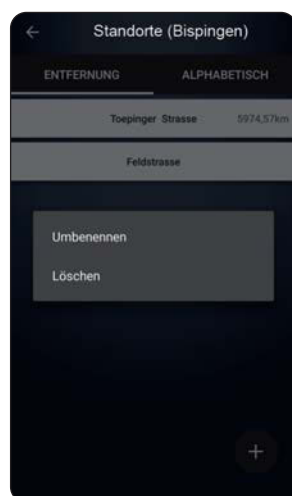 Standorte (Bispingen)
ENTFERNUNG ALPHABETISCH
Toepinger Strasse 5974,57km
Feldstrasse
Umbenennen
Löschen